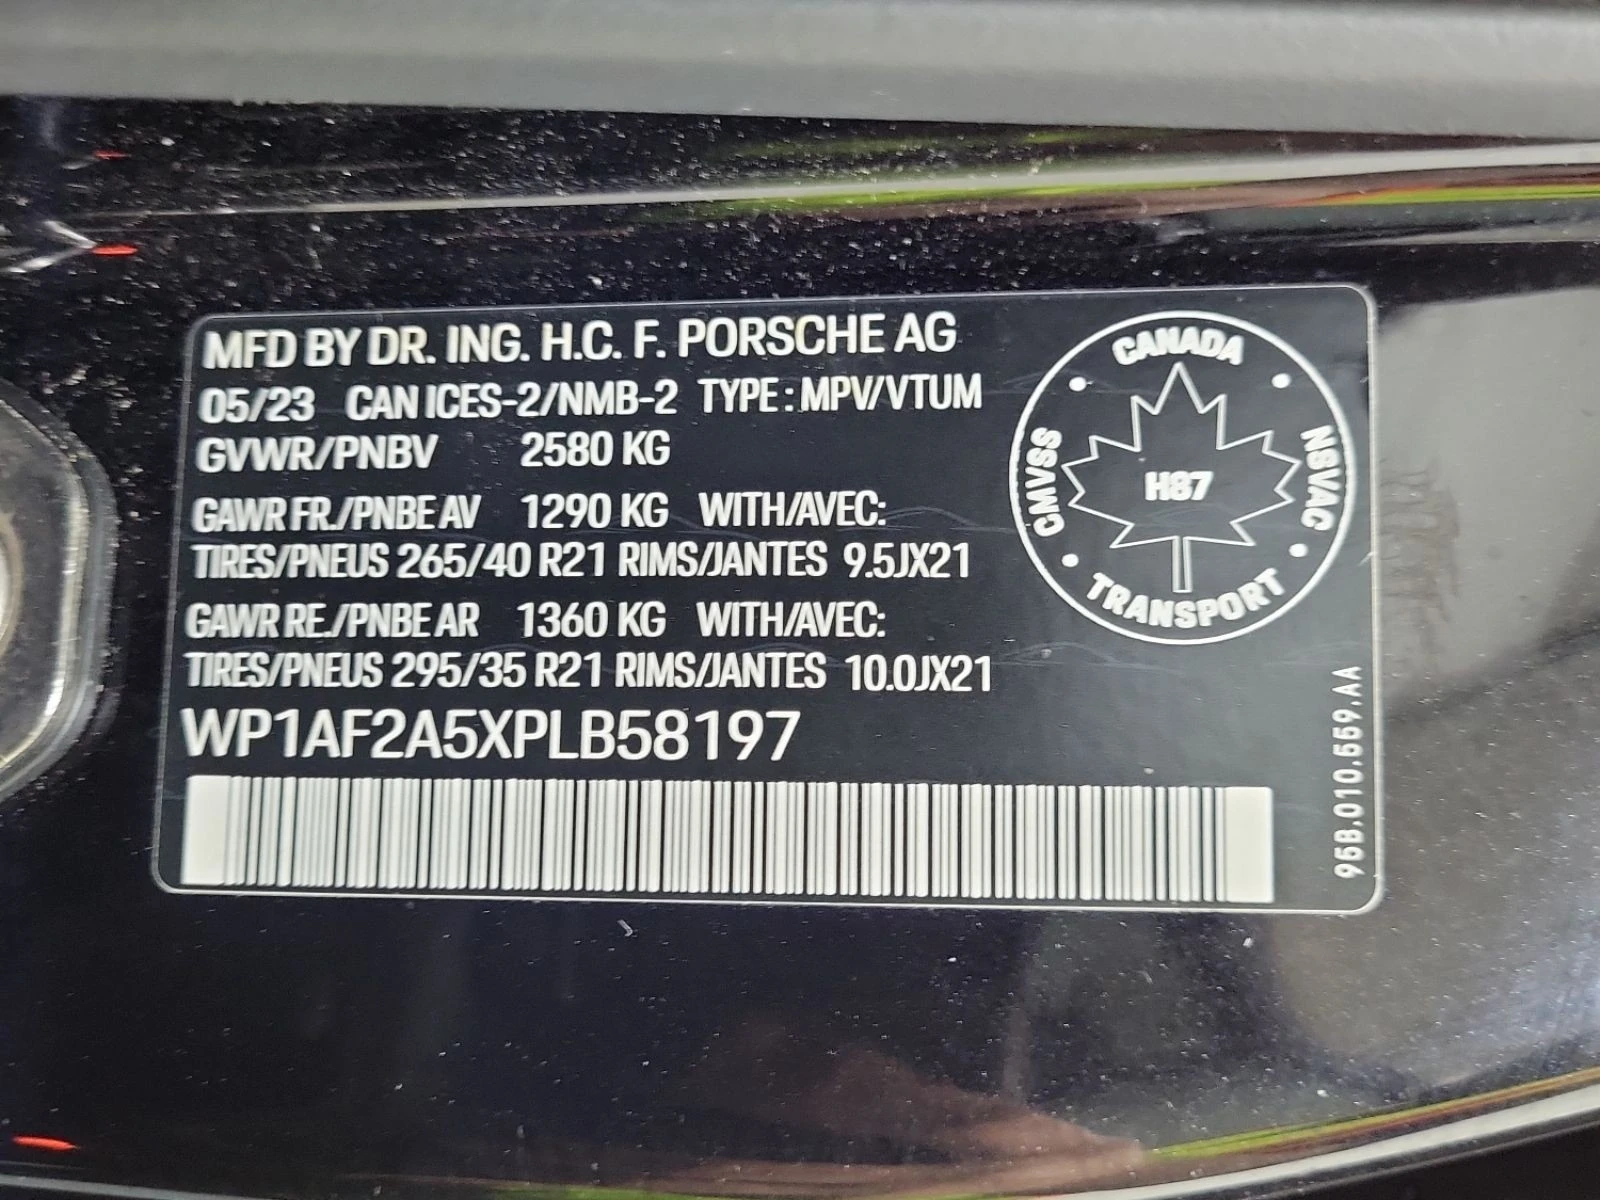 MFD BY DR. ING. H.C. F. PORSCHE AG
05/23 CAN ICES-2/NMB-2 TYPE: MPV/VTUM
GVWR/PNBV 2580 KG
GAWR FR./PNBE AV 1290 KG WITH/AVEC:
TIRES/PNEUS 265/40 R21 RIMS/JANTES 9.5JX21
GAWR RE./PNBE AR 1360 KG WITH/AVEC:
TIRES/PNEUS 295/35 R21 RIMS/JANTES 10.0JX21
WP1AF2A5XPLB58197
CANADA
CMVSS
H87
NSVAC
TRANSPORT
95B.010.559.AA